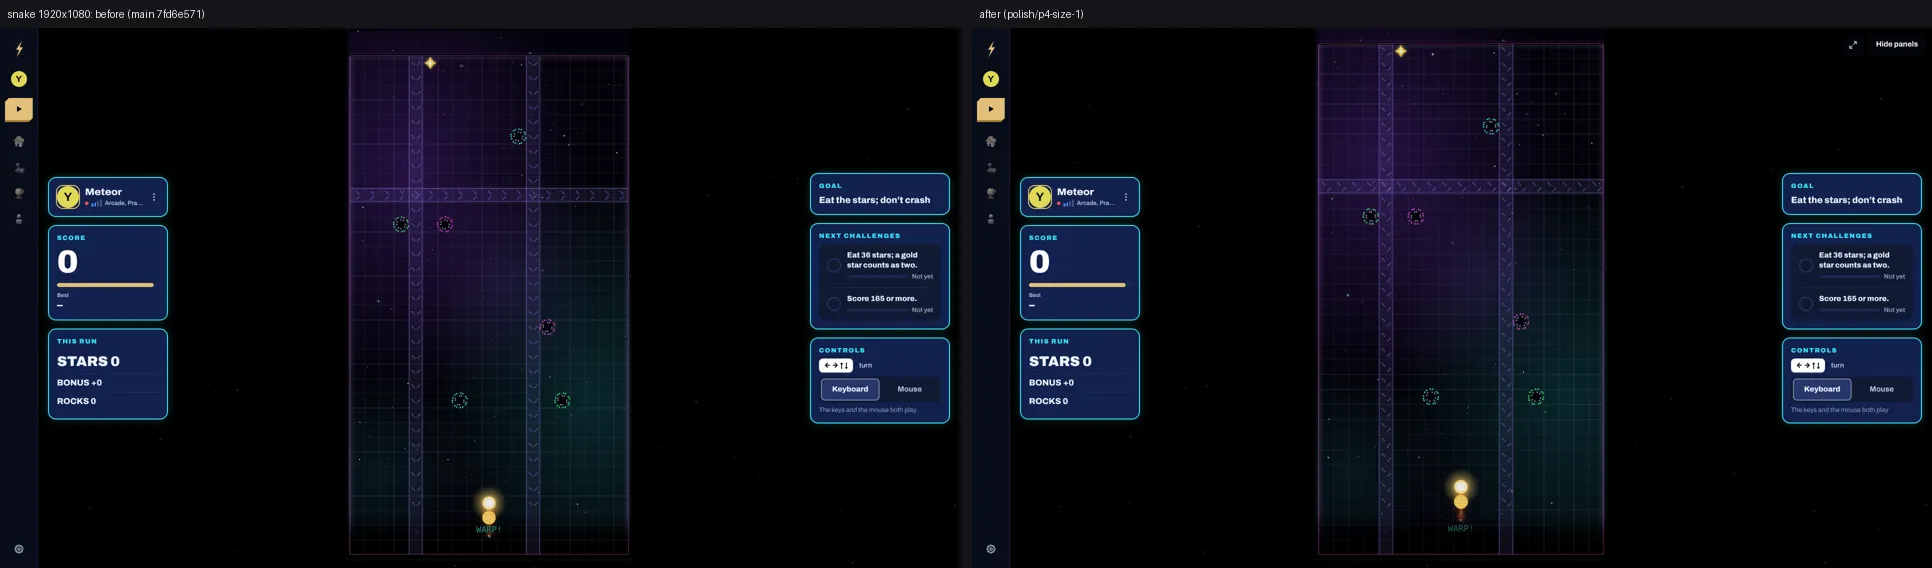 snake 1920x1080: before (main 7fd6e571)
Y
Y
Meteor
Arcade, Pra...
SCORE
0
Best
–
THIS RUN
STARS 0
BONUS +0
ROCKS 0
WARP!
GOAL
Eat the stars; don't crash
NEXT CHALLENGES
Eat 36 stars; a gold
star counts as two.
Not yet
Score 165 or more.
Not yet
CONTROLS
←→↑↓ turn
Keyboard Mouse
The keys and the mouse both play
after (polish/p4-size-1)
Hide panels
Y
Y
Meteor
Arcade, Pra...
SCORE
0
Best
–
THIS RUN
STARS 0
BONUS +0
ROCKS 0
WARP!
GOAL
Eat the stars; don't crash
NEXT CHALLENGES
Eat 36 stars; a gold
star counts as two.
Not yet
Score 165 or more.
Not yet
CONTROLS
←→↑↓ turn
Keyboard Mouse
The keys and the mouse both play